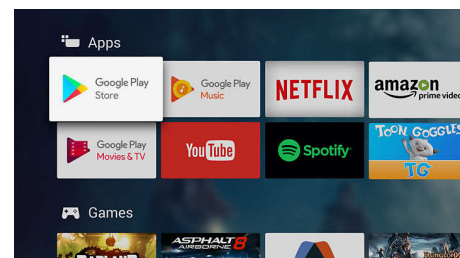 Apps
Google Play
Store
Google Play
Music
NETFLIX
amazon
prime video
Google Play
Movies & TV
YouTube
Spotify
TOON GOGGLES
TG
Games
BADLAND
ASPHALT 8
AIRBORNE